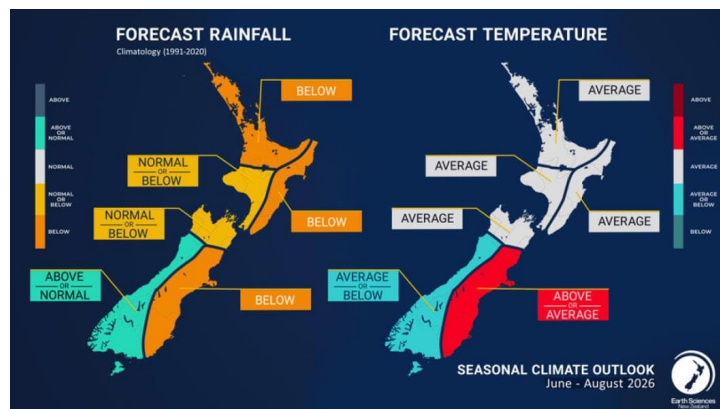 FORECAST RAINFALL
Climatology (1991-2020)
ABOVE
ABOVE
OR
NORMAL
NORMAL
NORMAL
OR
BELOW
BELOW
BELOW
NORMAL
OR
BELOW
NORMAL
OR
BELOW
BELOW
ABOVE
OR
NORMAL
BELOW
FORECAST TEMPERATURE
AVERAGE
AVERAGE
AVERAGE
AVERAGE
AVERAGE
OR
BELOW
ABOVE
OR
AVERAGE
ABOVE
ABOVE
OR
AVERAGE
AVERAGE
AVERAGE
OR
BELOW
BELOW
SEASONAL CLIMATE OUTLOOK
June - August 2026
Earth Sciences
New Zealand